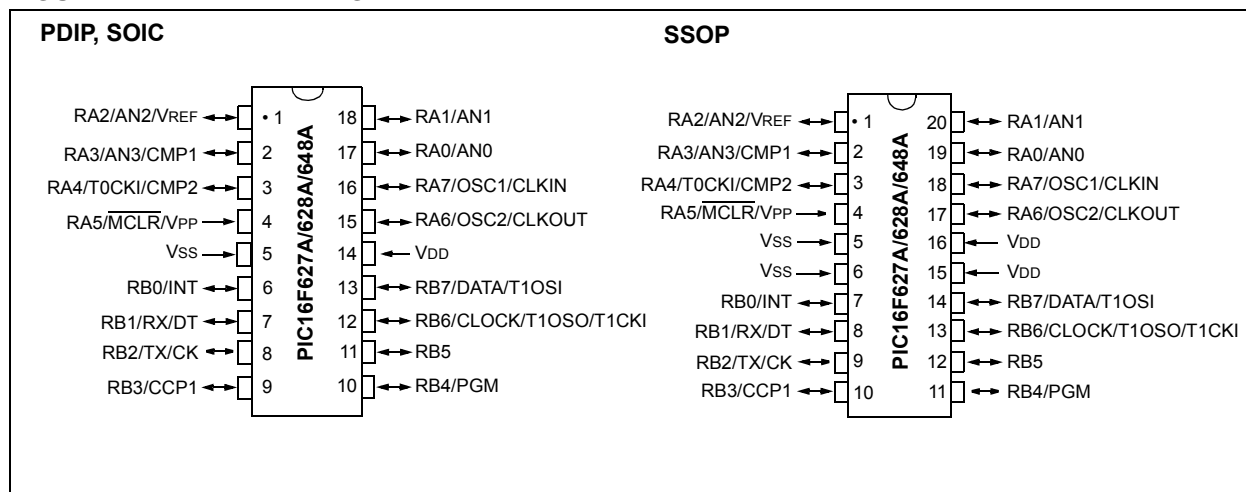 PDIP, SOIC
RA2/AN2/VREF
RA3/AN3/CMP1
RA4/T0CKI/CMP2
RA5/MCLR/VPP
VSS
RB0/INT
RB1/RX/DT
RB2/TX/CK
RB3/CCP1
1
2
3
4
5
6
7
8
9
PIC16F627A/628A/648A
18
17
16
15
14
13
12
11
10
RA1/AN1
RA0/AN0
RA7/OSC1/CLKIN
RA6/OSC2/CLKOUT
VDD
RB7/DATA/T1OSI
RB6/CLOCK/T1OSO/T1CKI
RB5
RB4/PGM
SSOP
RA2/AN2/VREF
RA3/AN3/CMP1
RA4/T0CKI/CMP2
RA5/MCLR/VPP
VSS
VSS
RB0/INT
RB1/RX/DT
RB2/TX/CK
RB3/CCP1
1
2
3
4
5
6
7
8
9
10
PIC16F627A/628A/648A
20
19
18
17
16
15
14
13
12
11
RA1/AN1
RA0/AN0
RA7/OSC1/CLKIN
RA6/OSC2/CLKOUT
VDD
VDD
RB7/DATA/T1OSI
RB6/CLOCK/T1OSO/T1CKI
RB5
RB4/PGM